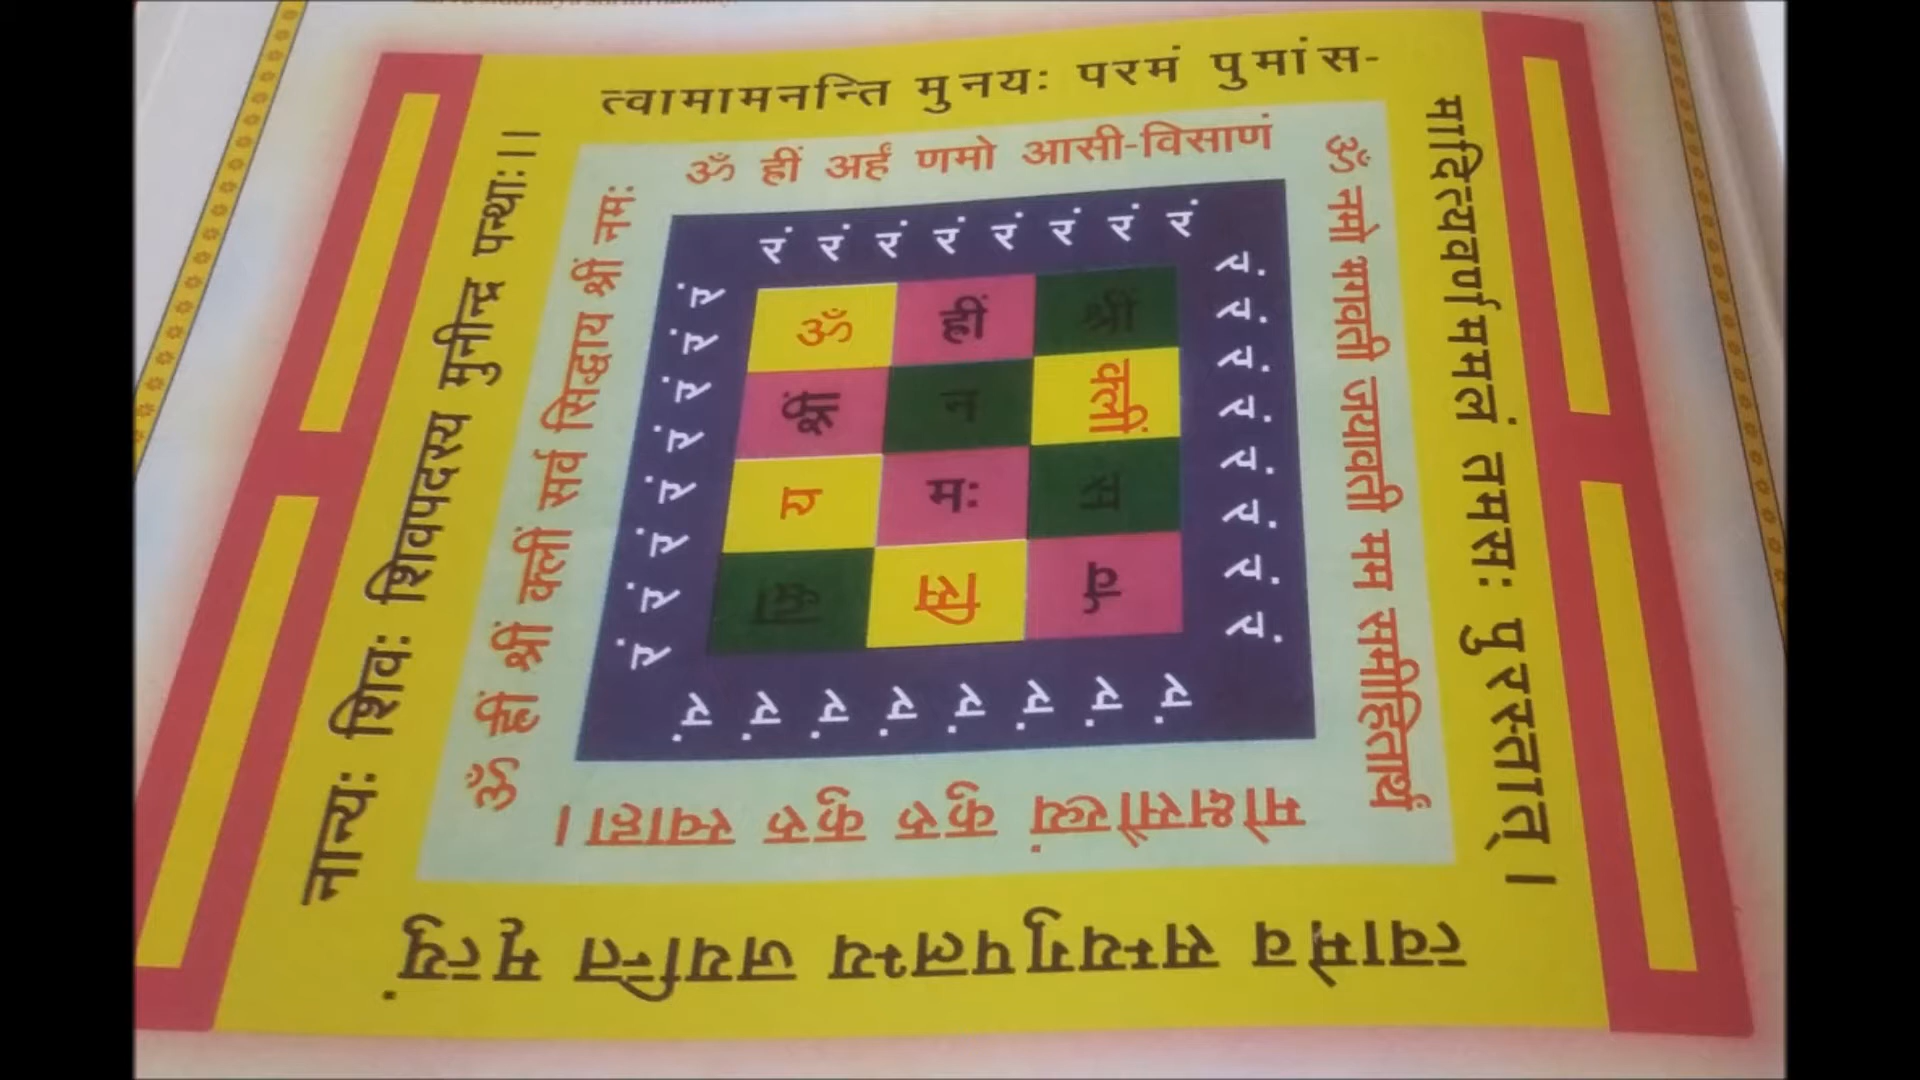 त्वामामनन्ति मुनयः परमं पुमांस-
मादित्यवर्णममलं तमसः पुरस्तात् ।
त्वामेव सम्यगुपलभ्य जयन्ति मृत्युं
नान्यः शिवः शिवपदस्य मुनीन्द्र पन्थाः ।।
ॐ ह्रीं अर्हं णमो आसी-विसाणं
ॐ नमो भगवती जयावती मम समीहितार्थं
मोक्षसौख्यं कुरु कुरु स्वाहा ।
ॐ ह्रीं श्रीं क्लीं सर्व सिद्धाय श्रीं नमः
रं रं रं रं रं रं रं रं
रं रं रं रं रं रं रं रं
रं रं रं रं रं रं रं रं
रं रं रं रं रं रं रं रं
ॐ ह्रीं श्रीं
श्रीं न क्लीं
य मः स
द्धा सि र्व